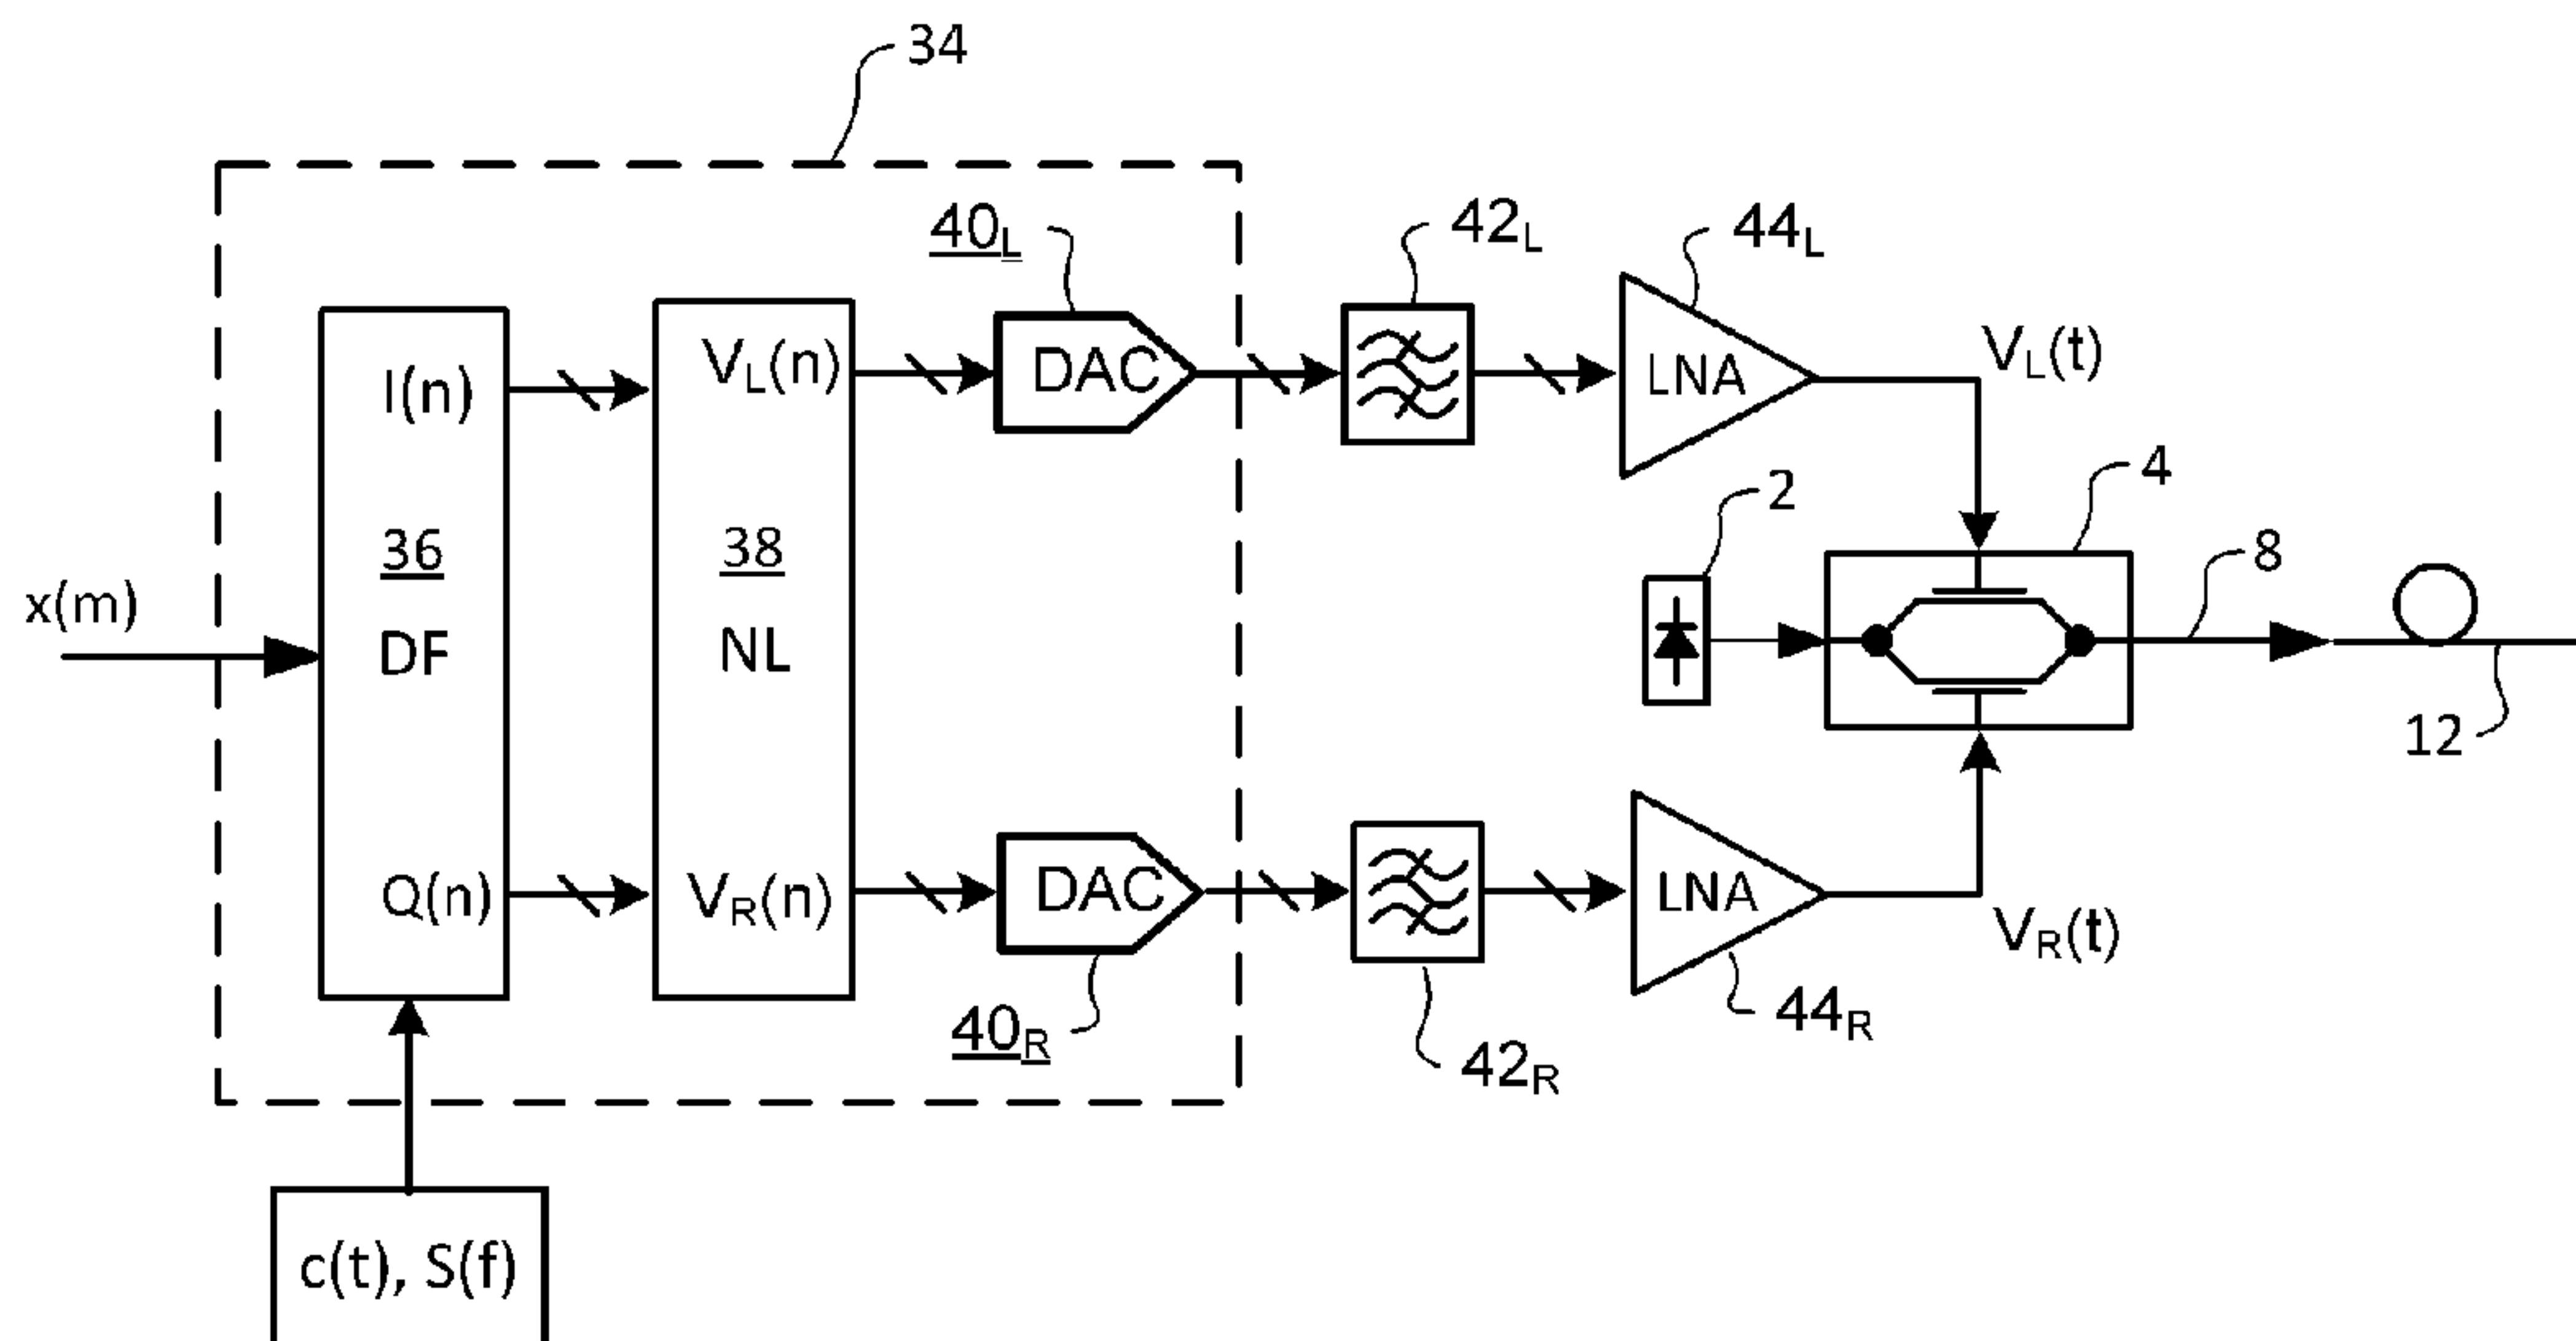 34
40L
42L
44L
VL(t)
I(n)
VL(n)
DAC
LNA
4
2
8
36
38
x(m)
DF
NL
12
Q(n)
VR(n)
DAC
LNA
VR(t)
40R
42R
44R
c(t), S(f)